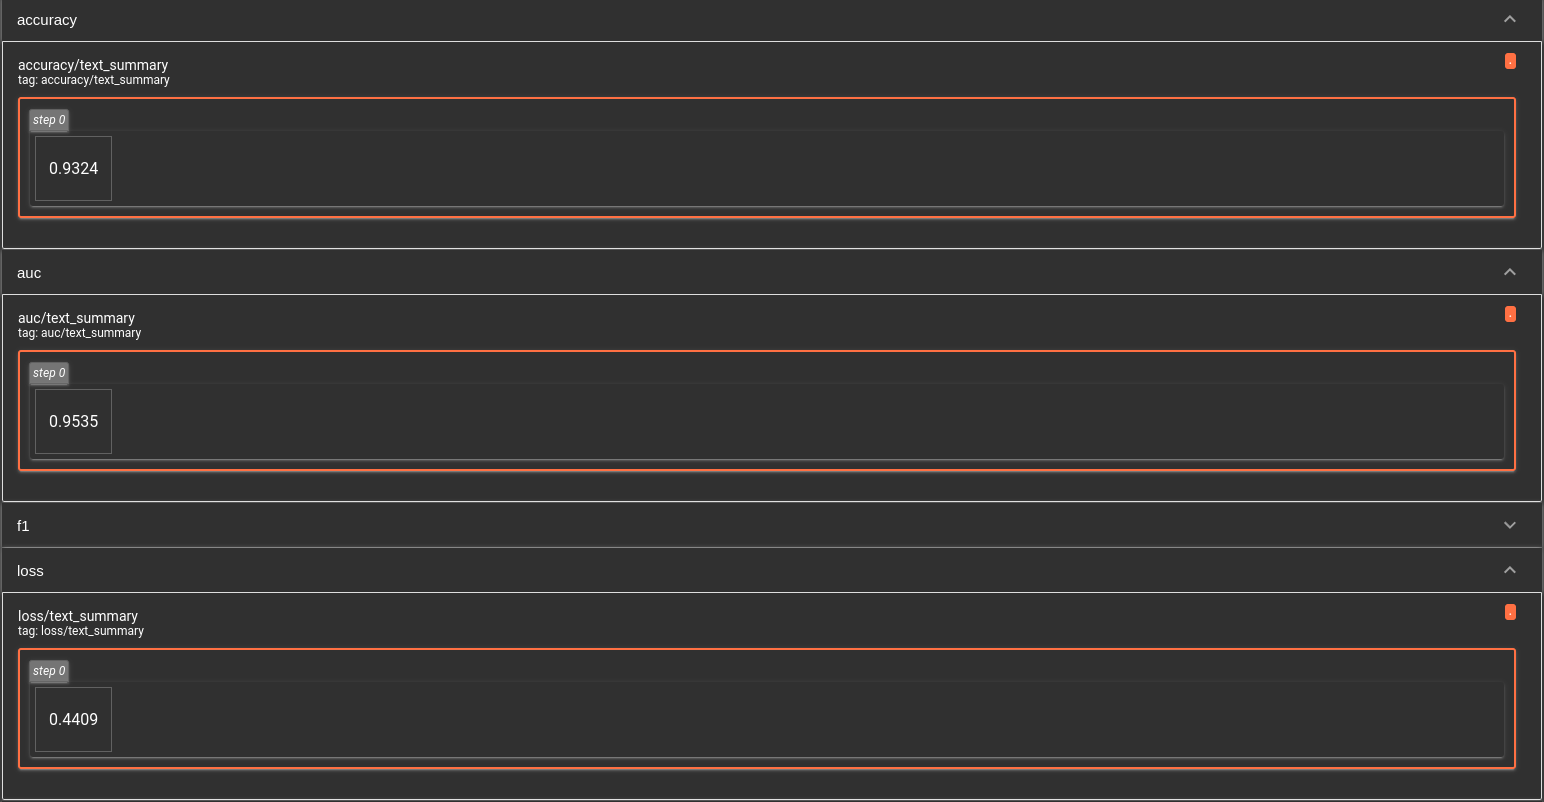 accuracy
accuracy/text_summary
tag: accuracy/text_summary
.
step 0
0.9324
auc
auc/text_summary
tag: auc/text_summary
.
step 0
0.9535
f1
loss
loss/text_summary
tag: loss/text_summary
.
step 0
0.4409